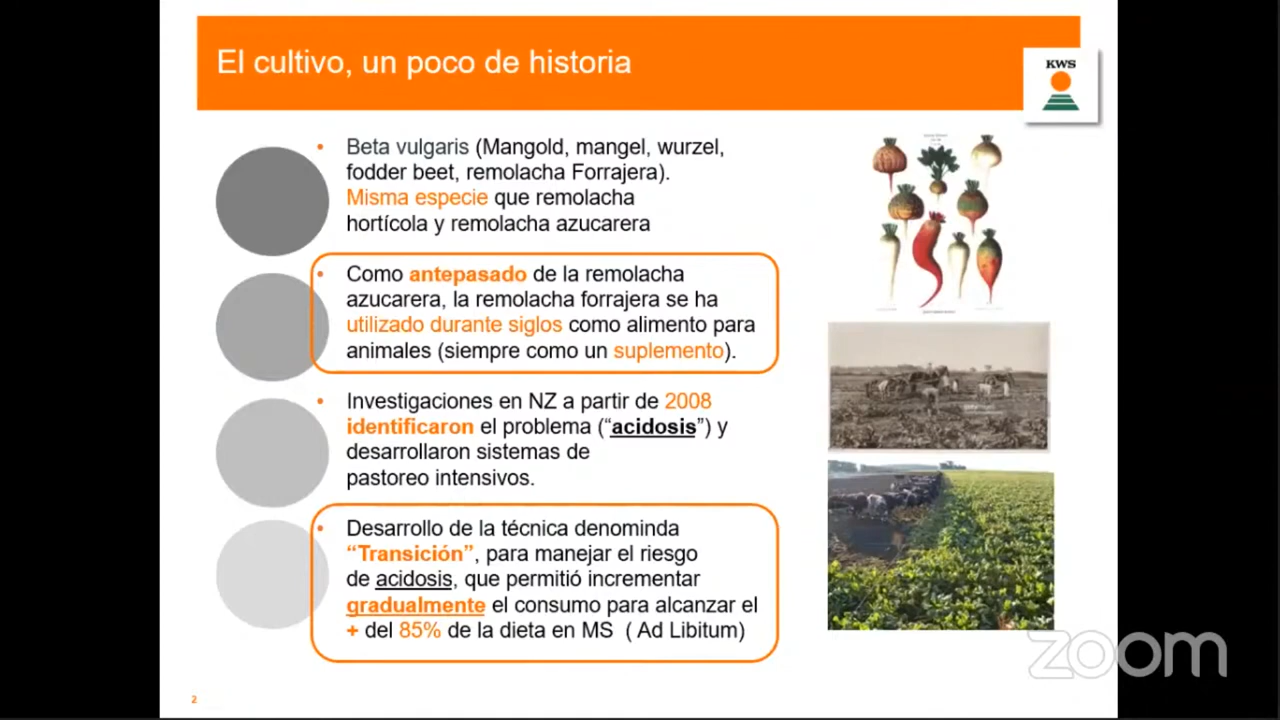 El cultivo, un poco de historia
KWS
• Beta vulgaris (Mangold, mangel, wurzel,
fodder beet, remolacha Forrajera).
Misma especie que remolacha
hortícola y remolacha azucarera
• Como antepasado de la remolacha
azucarera, la remolacha forrajera se ha
utilizado durante siglos como alimento para
animales (siempre como un suplemento).
• Investigaciones en NZ a partir de 2008
identificaron el problema (“acidosis”) y
desarrollaron sistemas de
pastoreo intensivos.
• Desarrollo de la técnica denominda
“Transición”, para manejar el riesgo
de acidosis, que permitió incrementar
gradualmente el consumo para alcanzar el
+ del 85% de la dieta en MS ( Ad Libitum)
zoom
2